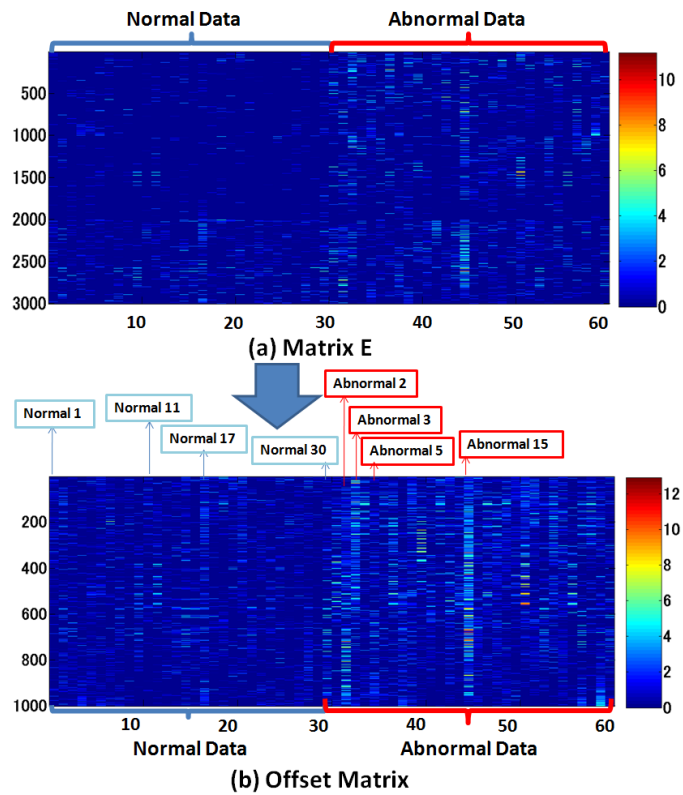 Normal Data Abnormal Data
500
1000
1500
2000
2500
3000
10
8
6
4
2
0
10 20 30 40 50 60
(a) Matrix E
Normal 1
Normal 11
Normal 17
Normal 30
Abnormal 2
Abnormal 3
Abnormal 5
Abnormal 15
200
400
600
800
1000
12
10
8
6
4
2
0
10 20 30 40 50 60
Normal Data Abnormal Data
(b) Offset Matrix